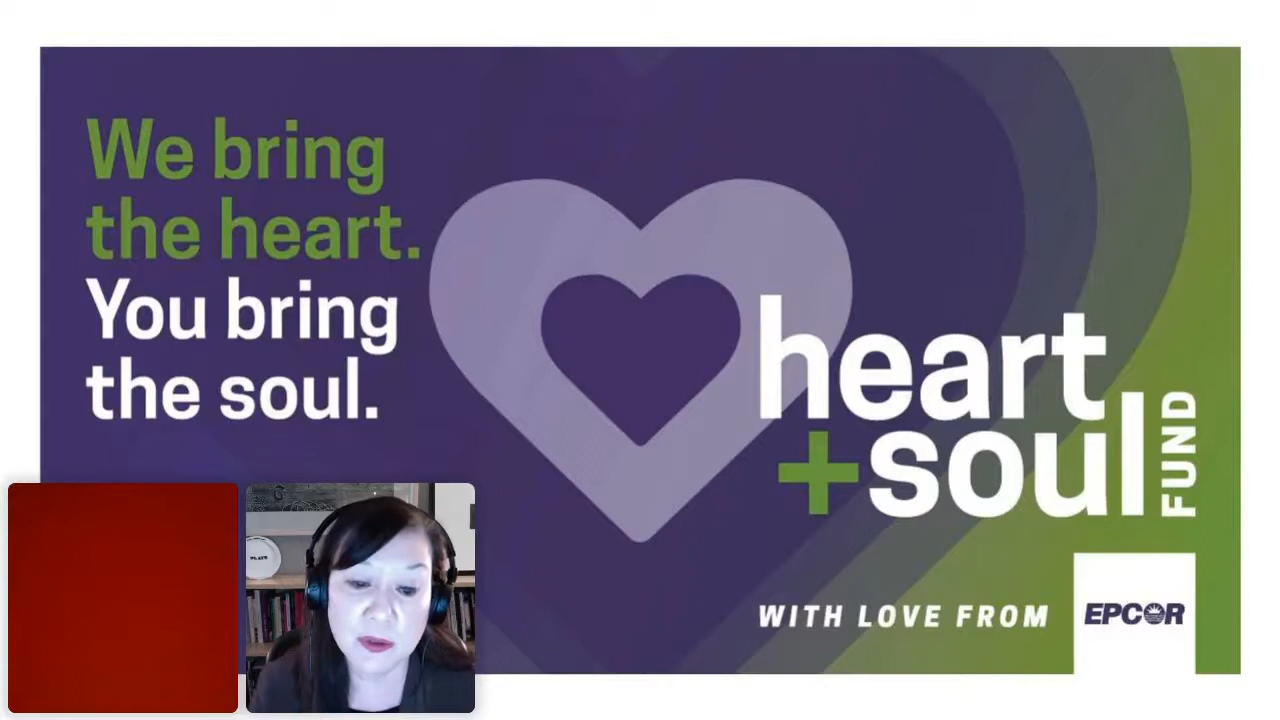 We bring
the heart.
You bring
the soul.
heart
+soul
FUND
WITH LOVE FROM
EPCOR